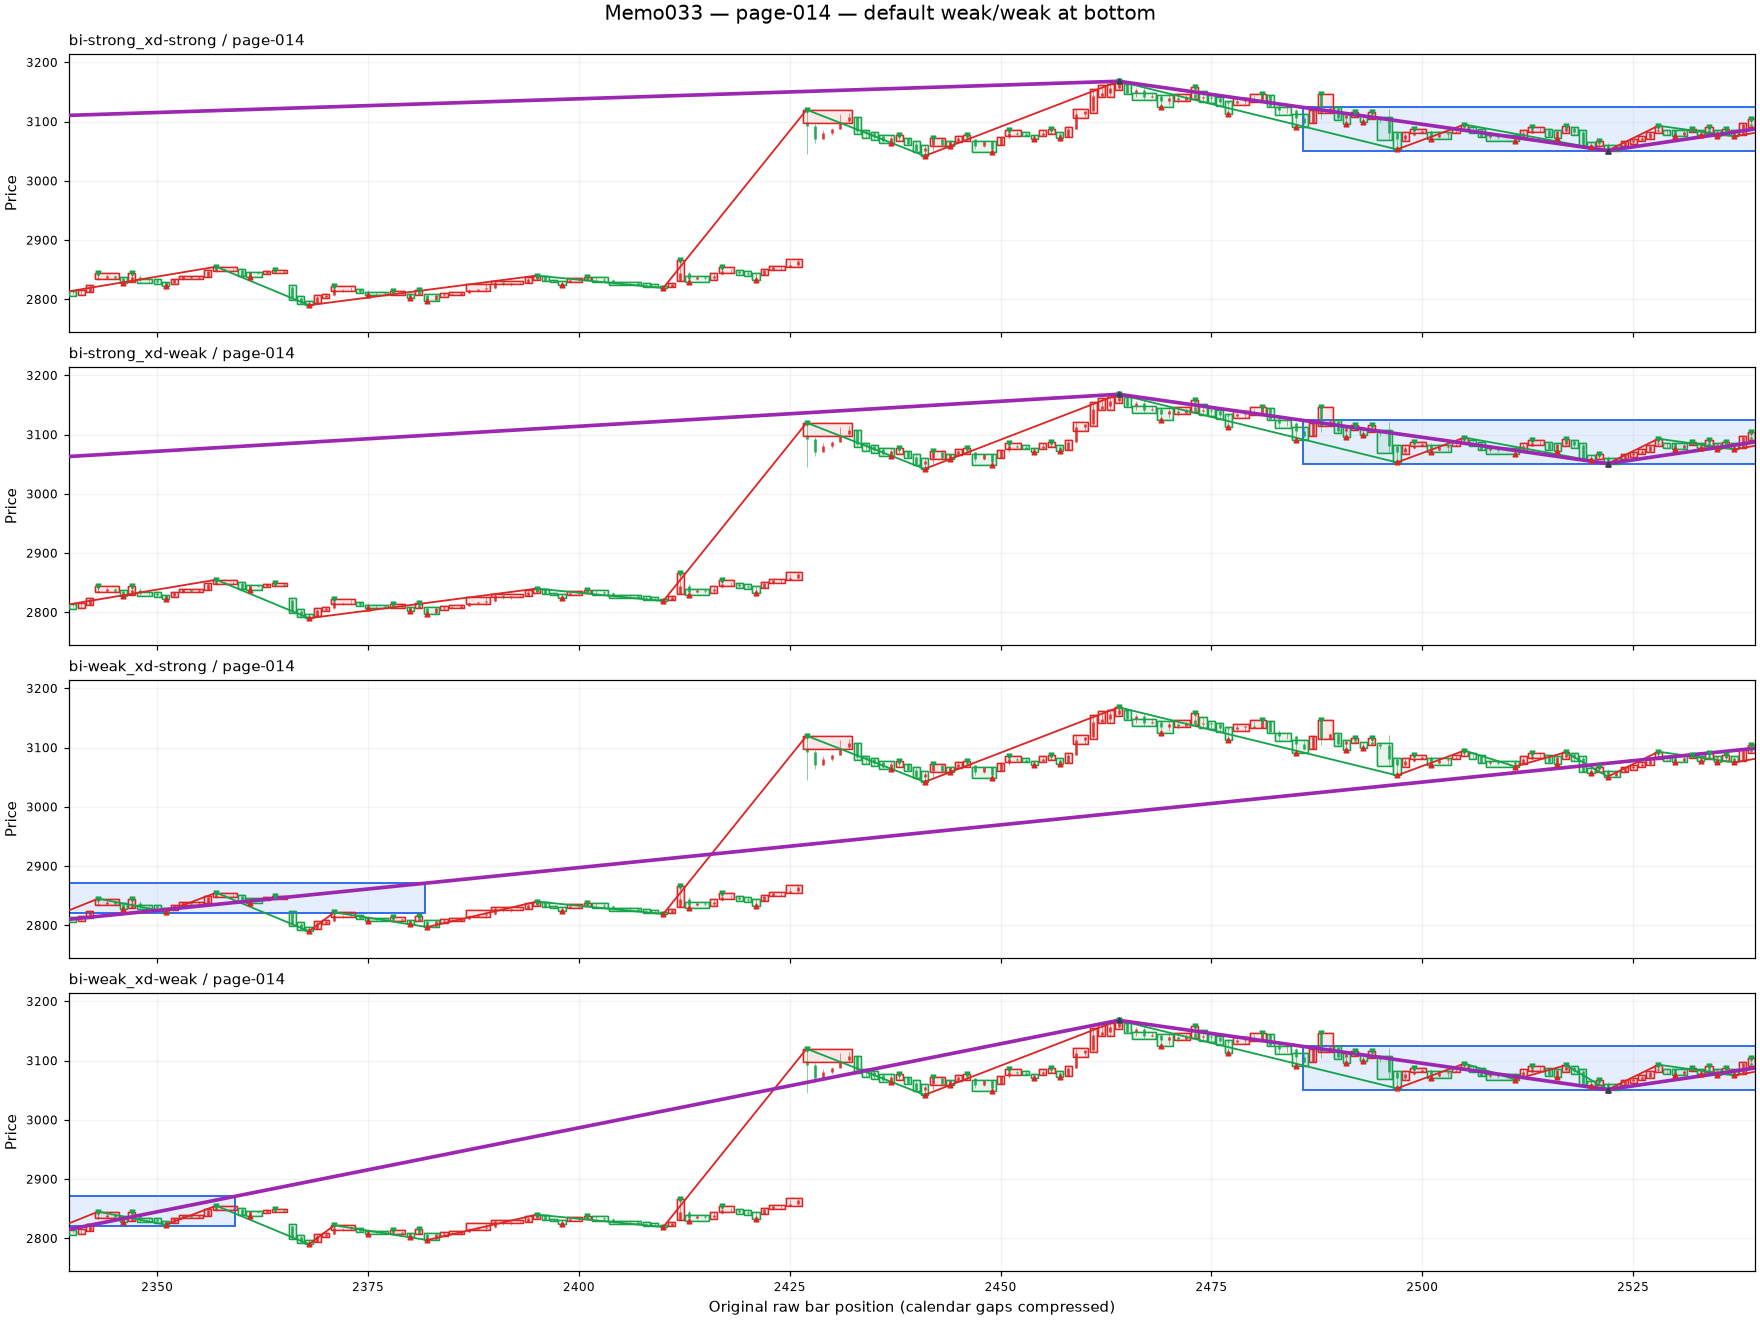 Memo033 — page-014 — default weak/weak at bottom
bi-strong_xd-strong / page-014
3200
3100
3000
2900
2800
Price
bi-strong_xd-weak / page-014
3200
3100
3000
2900
2800
Price
bi-weak_xd-strong / page-014
3200
3100
3000
2900
2800
Price
bi-weak_xd-weak / page-014
3200
3100
3000
2900
2800
Price
2350 2375 2400 2425 2450 2475 2500 2525
Original raw bar position (calendar gaps compressed)